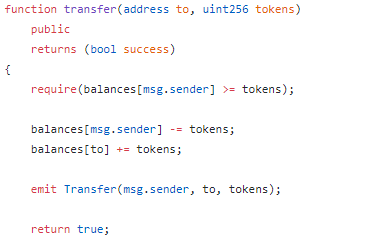 function transfer(address to, uint256 tokens)
    public
    returns (bool success)
{
    require(balances[msg.sender] >= tokens);

    balances[msg.sender] -= tokens;
    balances[to] += tokens;

    emit Transfer(msg.sender, to, tokens);

    return true;